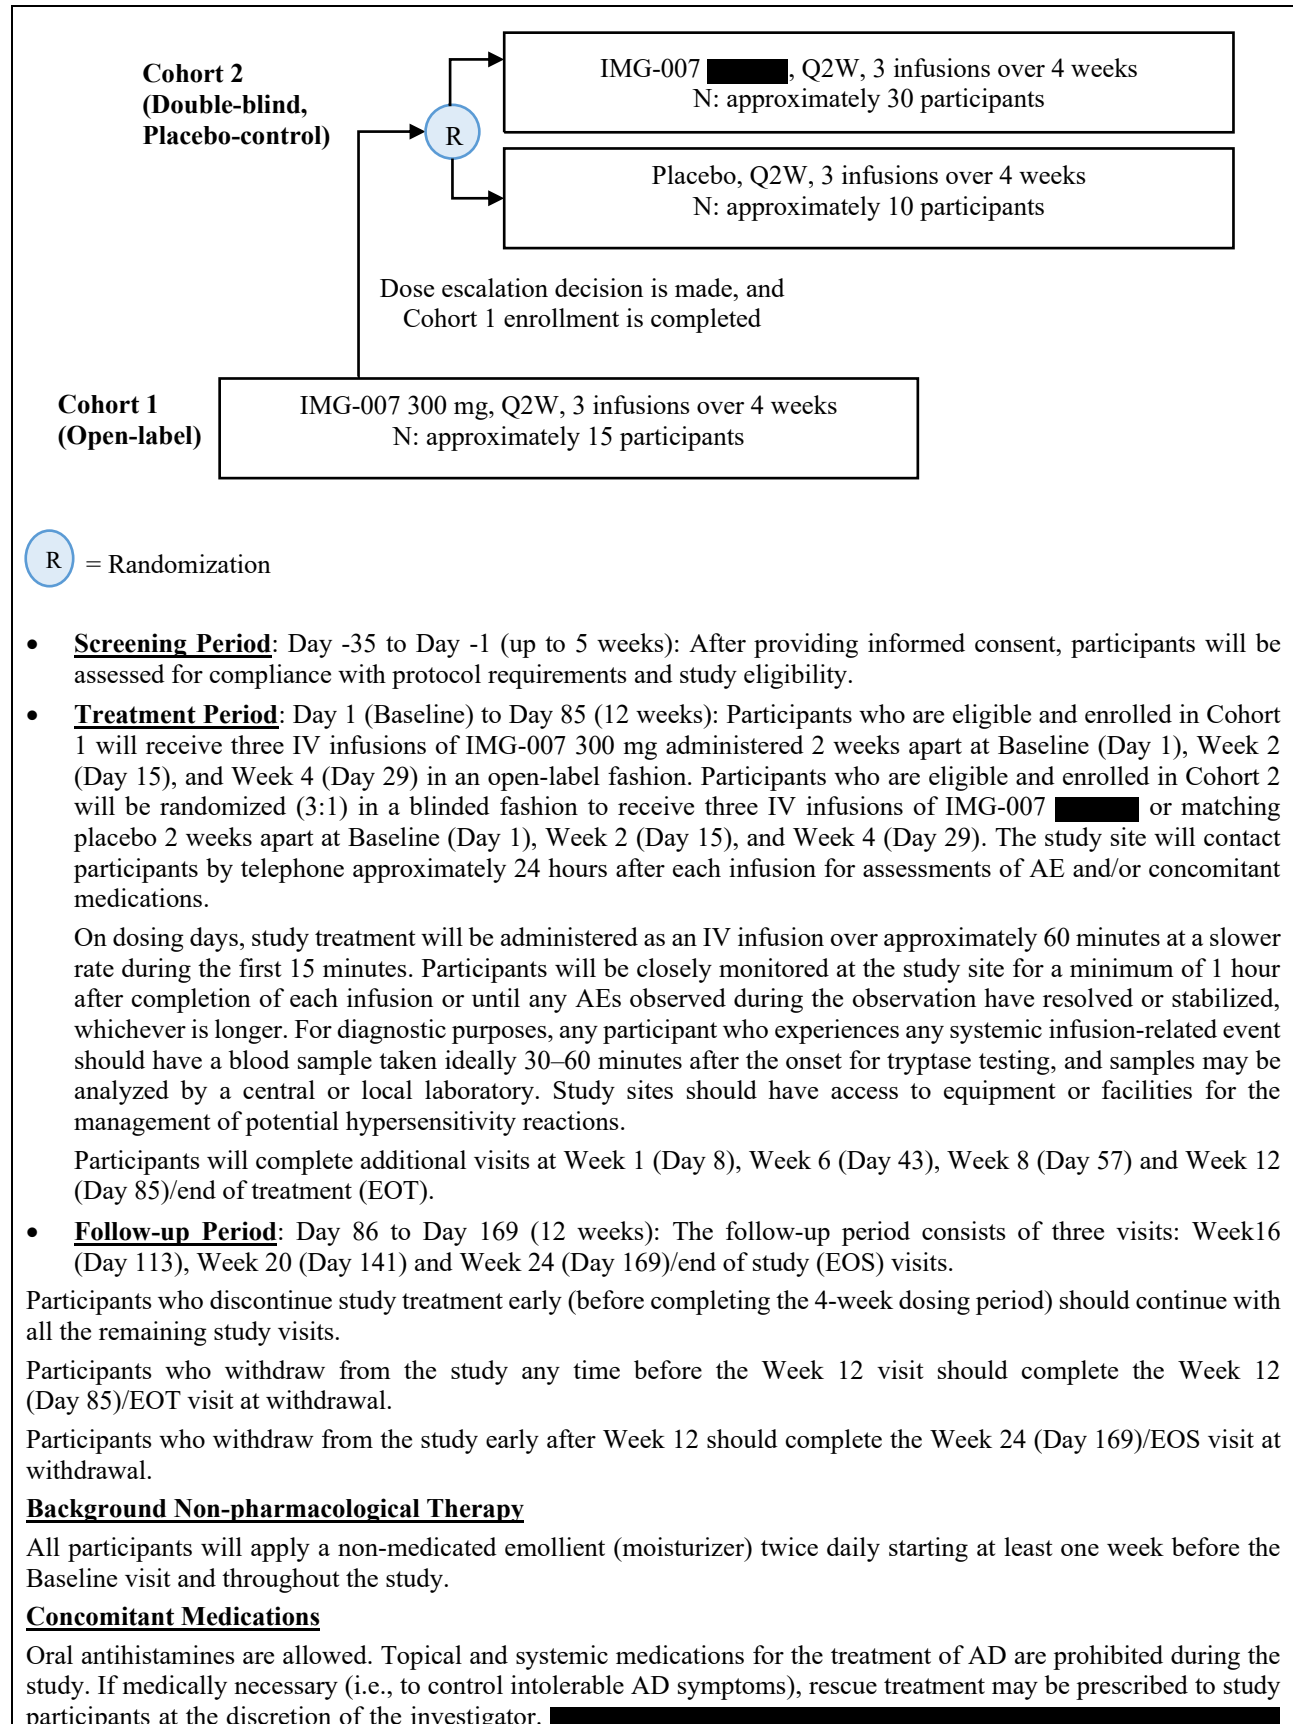 Cohort 2
(Double-blind,
Placebo-control)
R
IMG-007 , Q2W, 3 infusions over 4 weeks
N: approximately 30 participants
Placebo, Q2W, 3 infusions over 4 weeks
N: approximately 10 participants
Dose escalation decision is made, and
Cohort 1 enrollment is completed
Cohort 1
(Open-label)
IMG-007 300 mg, Q2W, 3 infusions over 4 weeks
N: approximately 15 participants
R = Randomization
• Screening Period: Day -35 to Day -1 (up to 5 weeks): After providing informed consent, participants will be
assessed for compliance with protocol requirements and study eligibility.
• Treatment Period: Day 1 (Baseline) to Day 85 (12 weeks): Participants who are eligible and enrolled in Cohort
1 will receive three IV infusions of IMG-007 300 mg administered 2 weeks apart at Baseline (Day 1), Week 2
(Day 15), and Week 4 (Day 29) in an open-label fashion. Participants who are eligible and enrolled in Cohort 2
will be randomized (3:1) in a blinded fashion to receive three IV infusions of IMG-007 or matching
placebo 2 weeks apart at Baseline (Day 1), Week 2 (Day 15), and Week 4 (Day 29). The study site will contact
participants by telephone approximately 24 hours after each infusion for assessments of AE and/or concomitant
medications.
On dosing days, study treatment will be administered as an IV infusion over approximately 60 minutes at a slower
rate during the first 15 minutes. Participants will be closely monitored at the study site for a minimum of 1 hour
after completion of each infusion or until any AEs observed during the observation have resolved or stabilized,
whichever is longer. For diagnostic purposes, any participant who experiences any systemic infusion-related event
should have a blood sample taken ideally 30–60 minutes after the onset for tryptase testing, and samples may be
analyzed by a central or local laboratory. Study sites should have access to equipment or facilities for the
management of potential hypersensitivity reactions.
Participants will complete additional visits at Week 1 (Day 8), Week 6 (Day 43), Week 8 (Day 57) and Week 12
(Day 85)/end of treatment (EOT).
• Follow-up Period: Day 86 to Day 169 (12 weeks): The follow-up period consists of three visits: Week16
(Day 113), Week 20 (Day 141) and Week 24 (Day 169)/end of study (EOS) visits.
Participants who discontinue study treatment early (before completing the 4-week dosing period) should continue with
all the remaining study visits.
Participants who withdraw from the study any time before the Week 12 visit should complete the Week 12
(Day 85)/EOT visit at withdrawal.
Participants who withdraw from the study early after Week 12 should complete the Week 24 (Day 169)/EOS visit at
withdrawal.
Background Non-pharmacological Therapy
All participants will apply a non-medicated emollient (moisturizer) twice daily starting at least one week before the
Baseline visit and throughout the study.
Concomitant Medications
Oral antihistamines are allowed. Topical and systemic medications for the treatment of AD are prohibited during the
study. If medically necessary (i.e., to control intolerable AD symptoms), rescue treatment may be prescribed to study
participants at the discretion of the investigator.